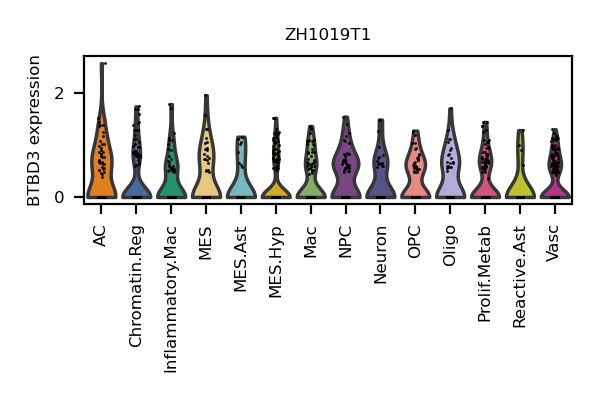 ZH1019T1
BTBD3 expression
2
0
AC
Chromatin.Reg
Inflammatory.Mac
MES
MES.Ast
MES.Hyp
Mac
NPC
Neuron
OPC
Oligo
Prolif.Metab
Reactive.Ast
Vasc